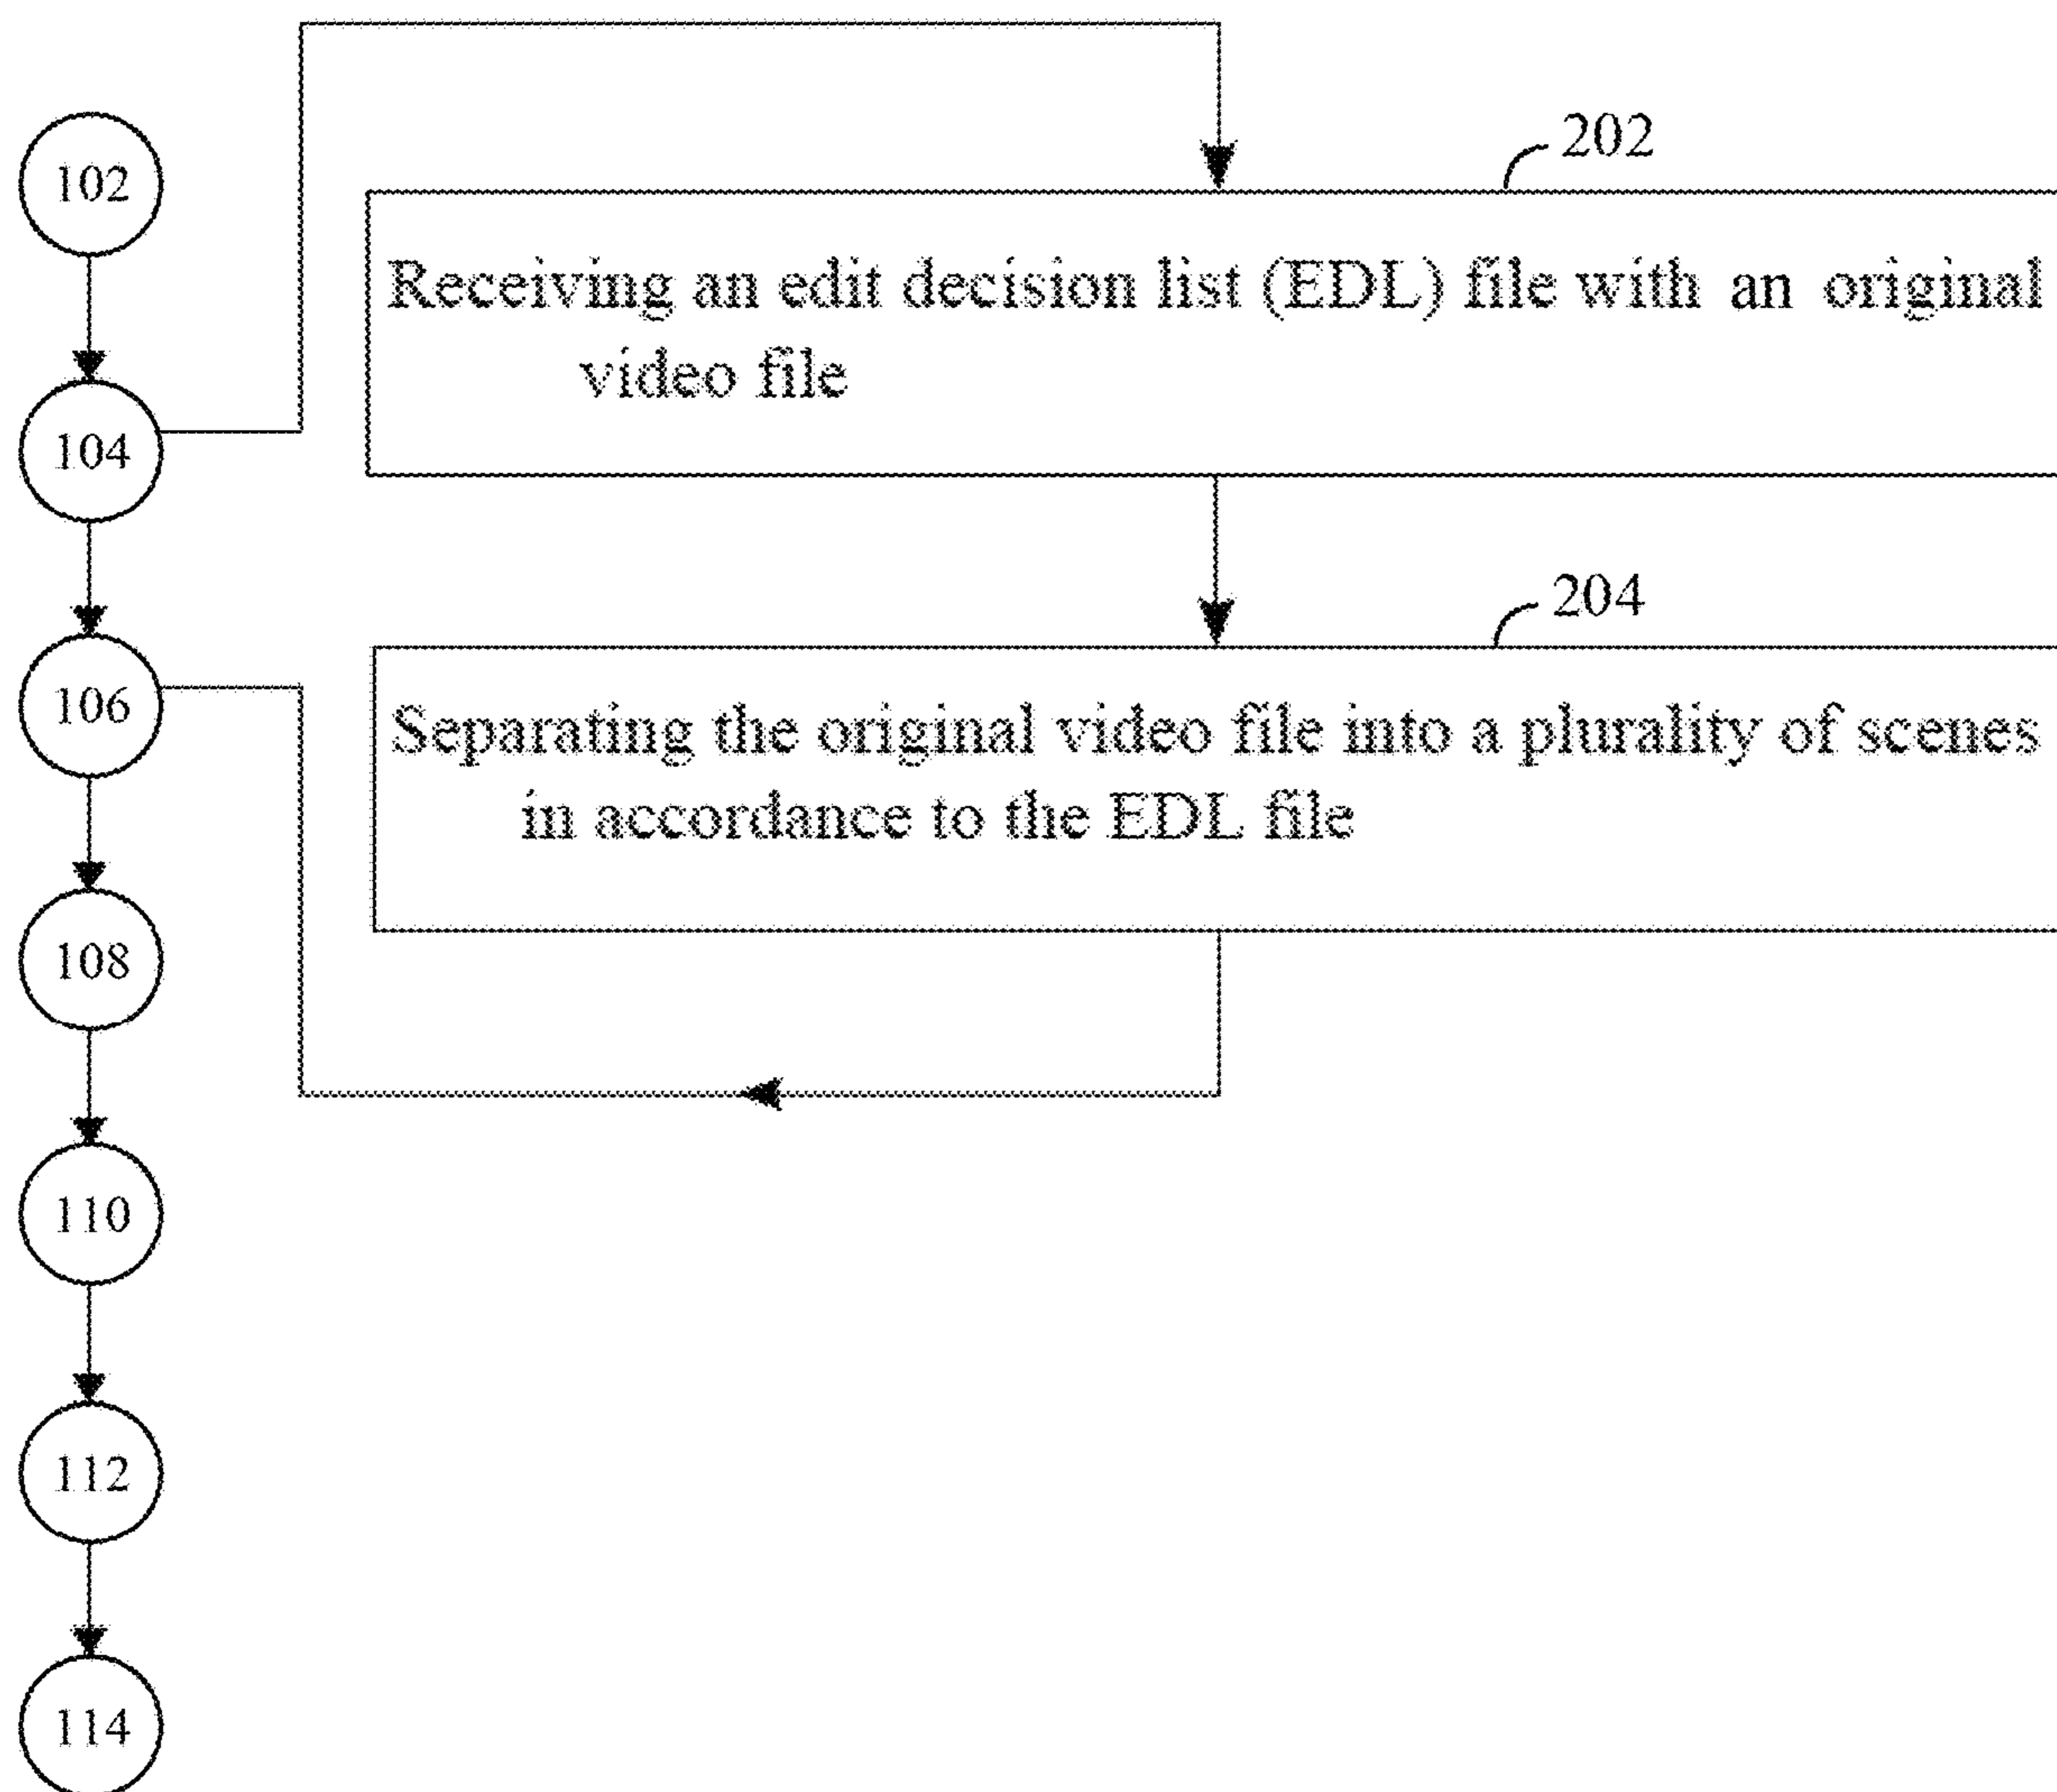 102
202
Receiving an edit decision list (EDL) file with an original
video file
104
204
Separating the original video file into a plurality of scenes
in accordance to the EDL file
106
108
110
112
114